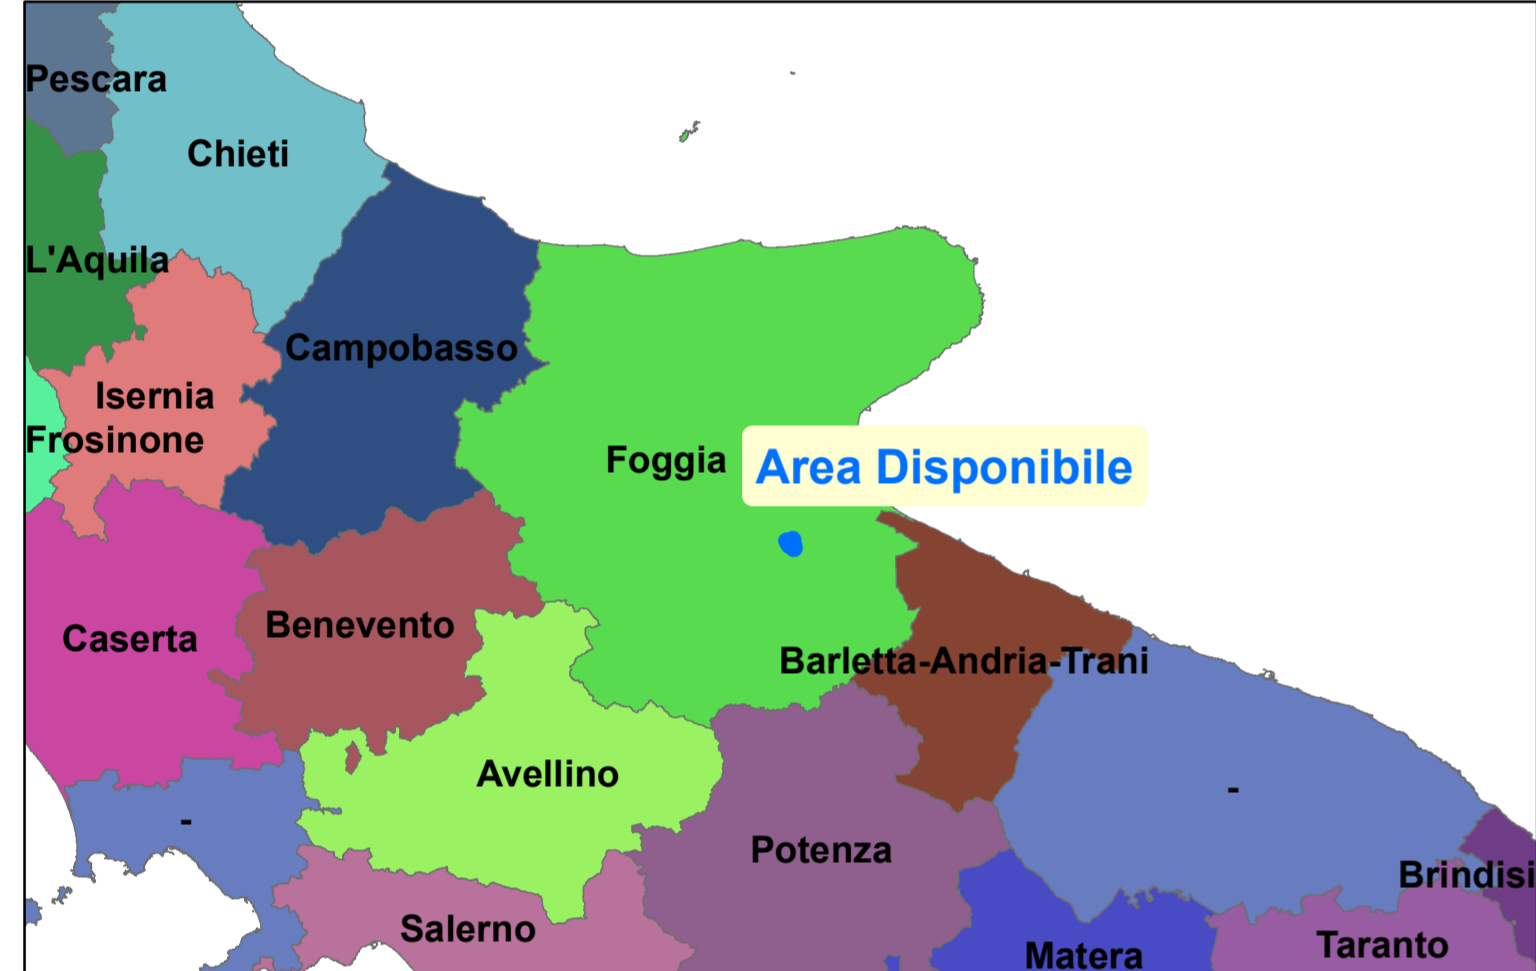 Pescara
Chieti
L'Aquila
Campobasso
Isernia
Frosinone
Foggia
Area Disponibile
Benevento
Caserta
Barletta-Andria-Trani
Avellino
-
-
Potenza
Brindisi
Salerno
Taranto
Matera